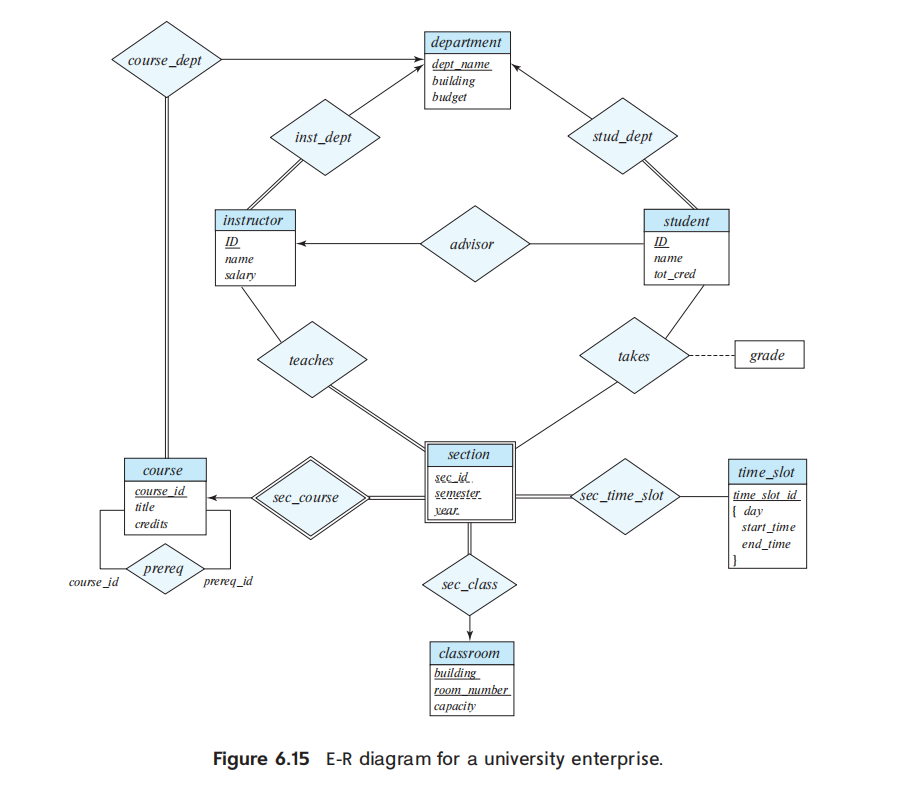 department
course_dept
dept_name
building
budget
inst_dept
stud_dept
instructor
ID
name
salary
advisor
student
ID
name
tot_cred
teaches
takes
grade
section
sec_id
semester
year
course
course_id
title
credits
sec_course
sec_time_slot
time_slot
time_slot_id
{ day
start_time
end_time
}
prereq
course_id
prereq_id
sec_class
classroom
building
room_number
capacity
Figure 6.15 E-R diagram for a university enterprise.